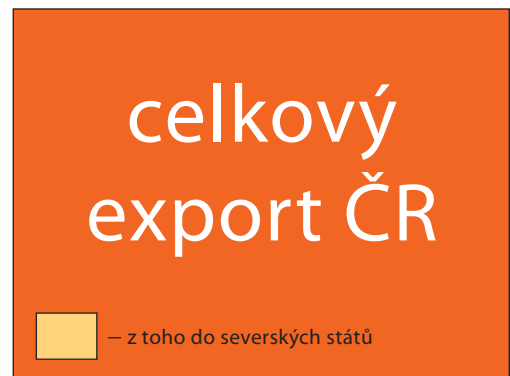 celkový
export ČR
– z toho do severských států